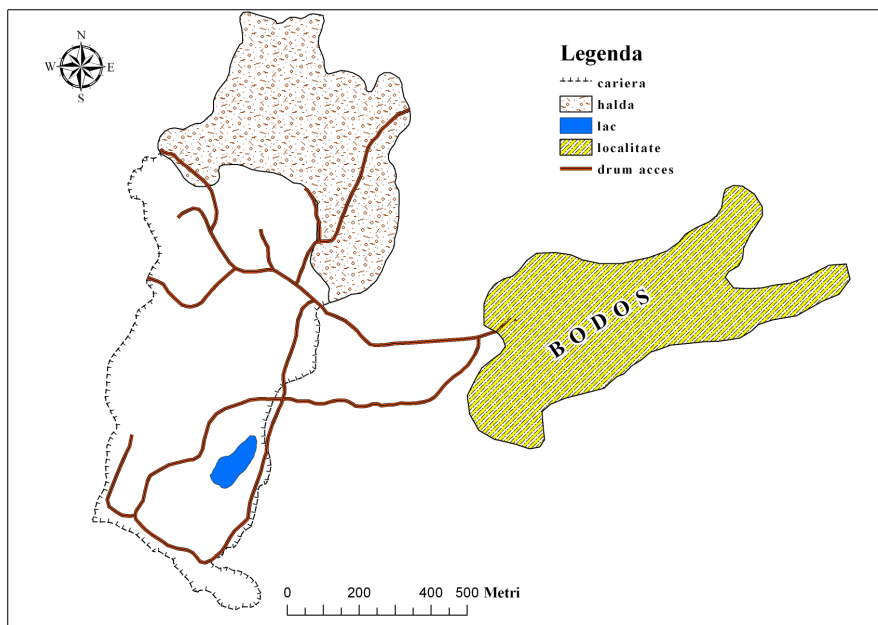 N
W E
S
Legenda
cariera
halda
lac
localitate
drum acces
BODOS
0 200 400 500 Metri